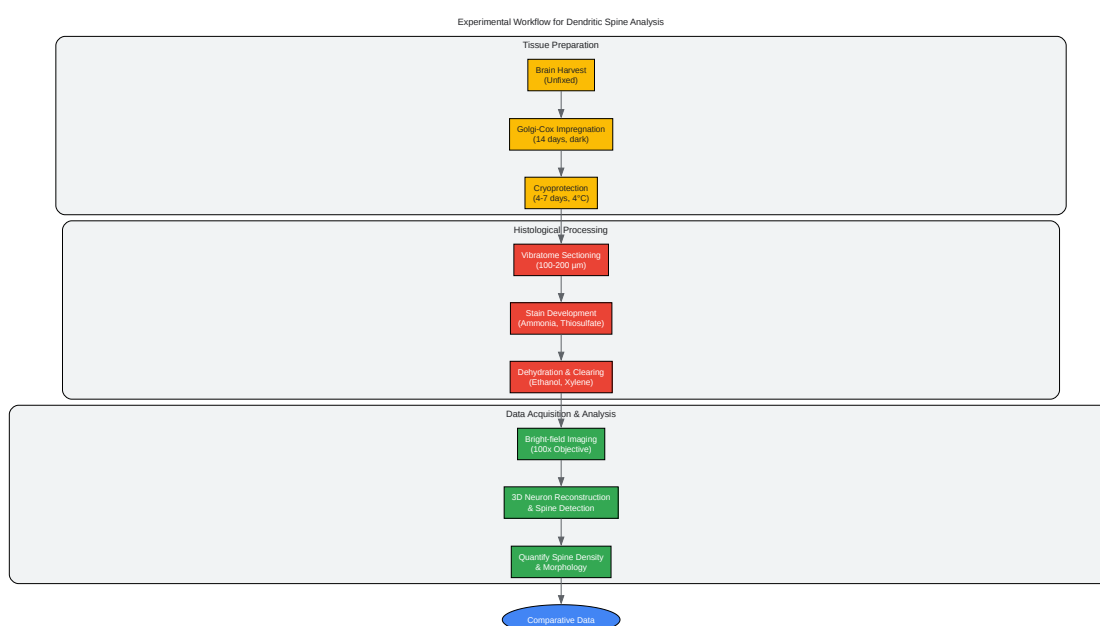 Experimental Workflow for Dendritic Spine Analysis
Tissue Preparation
Brain Harvest
(Unfixed)
Golgi-Cox Impregnation
(14 days, dark)
Cryoprotection
(4-7 days, 4°C)
Histological Processing
Vibratome Sectioning
(100-200 µm)
Stain Development
(Ammonia, Thiosulfate)
Dehydration & Clearing
(Ethanol, Xylene)
Data Acquisition & Analysis
Bright-field Imaging
(100x Objective)
3D Neuron Reconstruction
& Spine Detection
Quantify Spine Density
& Morphology
Comparative Data